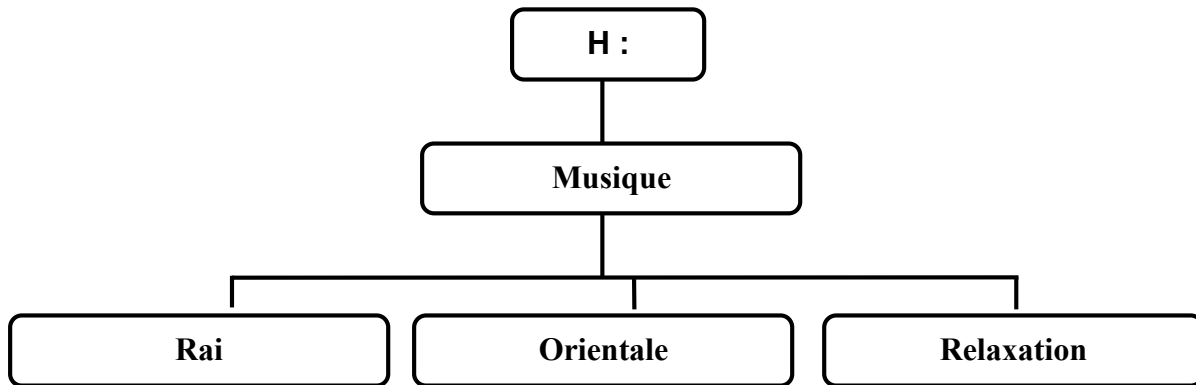 H :
Musique
Rai
Orientale
Relaxation